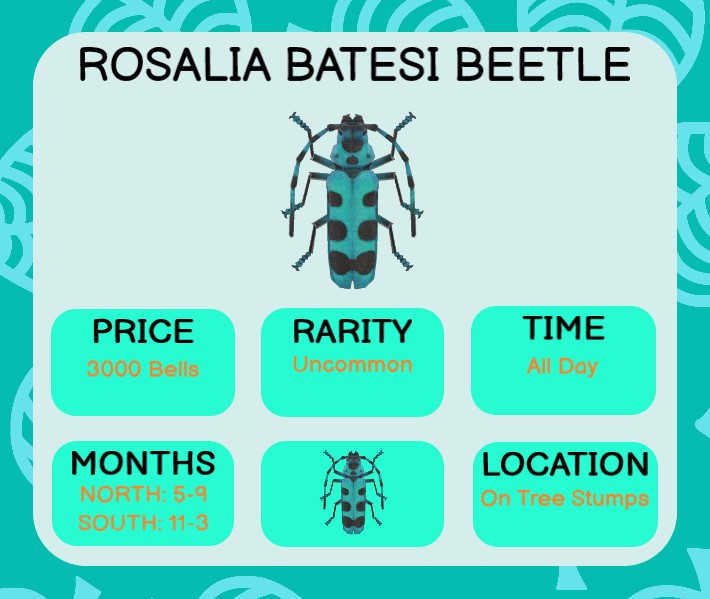 ROSALIA BATESI BEETLE
PRICE
3000 Bells
RARITY
Uncommon
TIME
All Day
MONTHS
NORTH: 5-9
SOUTH: 11-3
LOCATION
On Tree Stumps